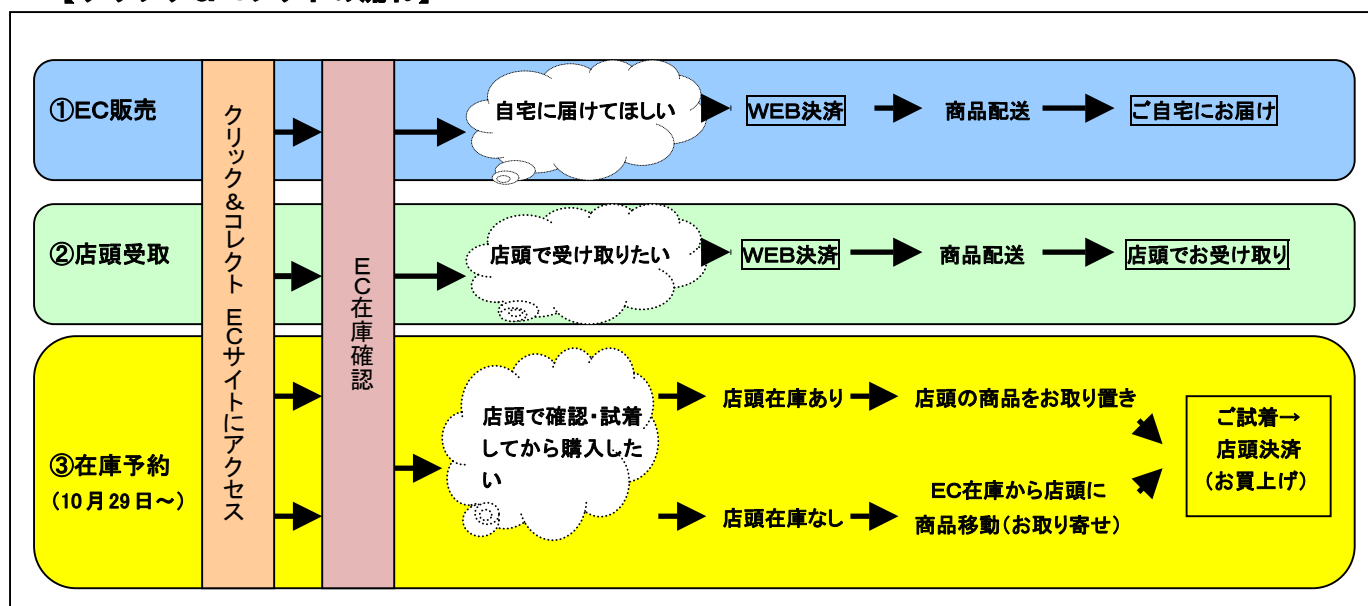 ①EC販売
自宅に届けてほしい
WEB決済
商品配送
ご自宅にお届け
②店頭受取
店頭で受け取りたい
WEB決済
商品配送
店頭でお受け取り
クリック&コレクト ECサイトにアクセス
EC在庫確認
③在庫予約
(10月29日~)
店頭で確認・試着
してから購入した
い
店頭在庫あり
店頭の商品をお取り置き
店頭在庫なし
EC在庫から店頭に
商品移動(お取り寄せ)
ご試着→
店頭決済
(お買上げ)